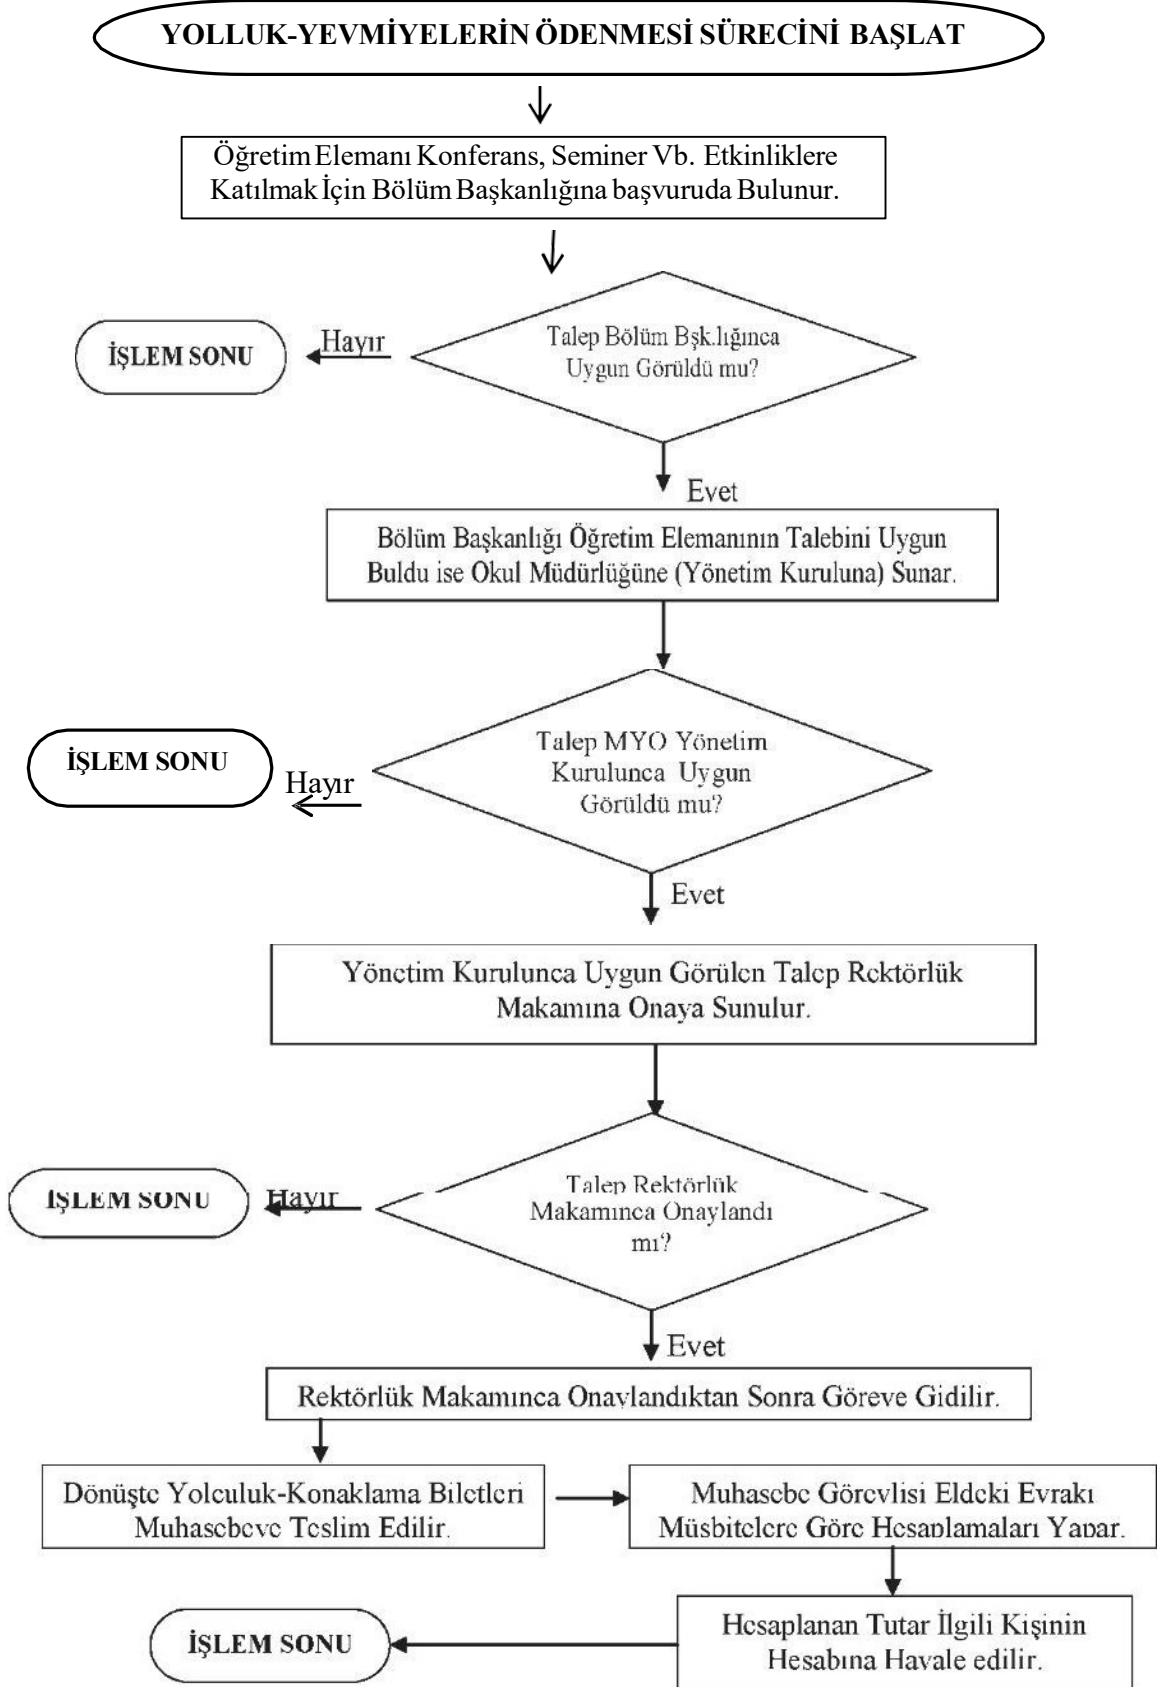 YOLLUK-YEVMİYELERİN ÖDENMESİ SÜRECİNİ BAŞLAT
Öğretim Elemanı Konferans, Seminer Vb. Etkinliklere
Katılmak İçin Bölüm Başkanlığına başvuruda Bulunur.
Talep Bölüm Bşk.lığınca
Uygun Görüldü mu?
Hayır
İŞLEM SONU
Evet
Bölüm Başkanlığı Öğretim Elemanının Talebini Uygun
Buldu ise Okul Müdürlüğüne (Yönetim Kuruluna) Sunar.
Talep MYO Yönetim
Kurulunca Uygun
Görüldü mu?
Hayır
İŞLEM SONU
Evet
Yönetim Kurulunca Uygun Görülen Talep Rektörlük
Makamına Onaya Sunulur.
Talep Rektörlük
Makamınca Onaylandı
mı?
Hayır
İŞLEM SONU
Evet
Rektörlük Makamınca Onaylandıktan Sonra Göreve Gidilir.
Dönüşte Yolculuk-Konaklama Biletleri
Muhasebeye Teslim Edilir.
Muhasebe Görevlisi Eldeki Evrakı
Müsbitelere Göre Hesaplamaları Yapar.
Hesaplanan Tutar İlgili Kişinin
Hesabına Havale edilir.
İŞLEM SONU